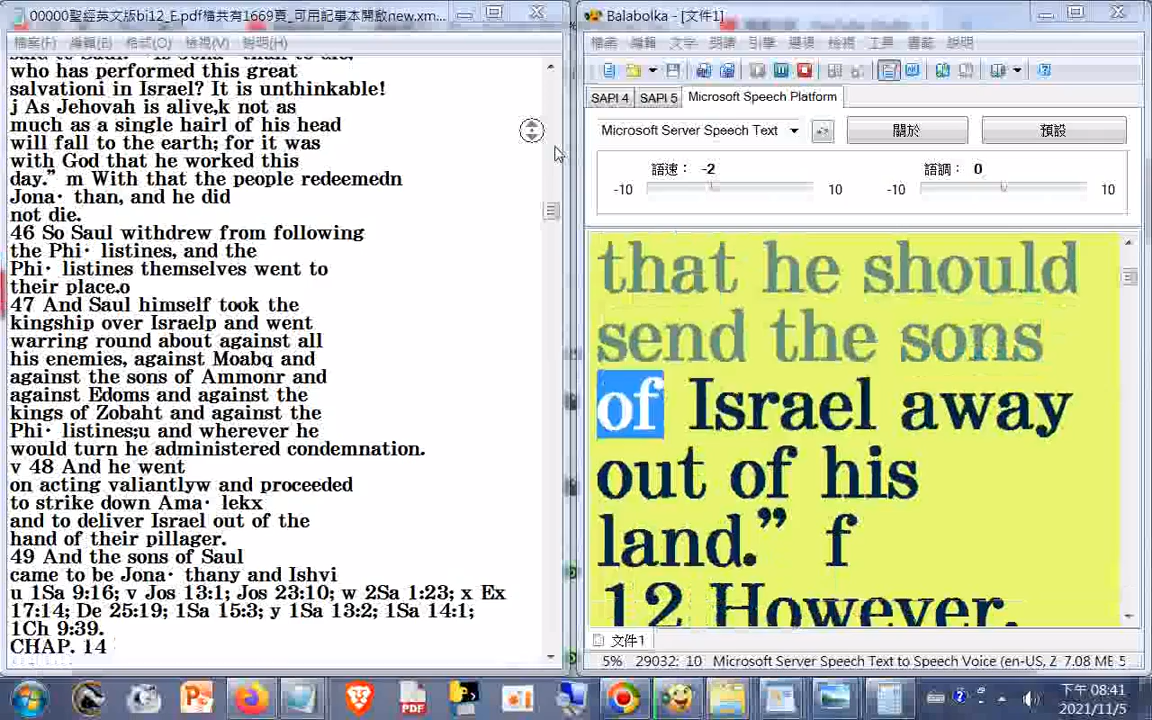 00000聖經英文版bi12_E.pdf檔共有1669頁_可用記事本開啟new.xm...
檔案(F) 編輯(E) 格式(O) 檢視(V) 說明(H)
who has performed this great
salvationi in Israel? It is unthinkable!
j As Jehovah is alive,k not as
much as a single hairl of his head
will fall to the earth; for it was
with God that he worked this
day.” m With that the people redeemedn
Jona· than, and he did
not die.
46 So Saul withdrew from following
the Phi· listines, and the
Phi· listines themselves went to
their place.o
47 And Saul himself took the
kingship over Israelp and went
warring round about against all
his enemies, against Moabq and
against the sons of Ammonr and
against Edoms and against the
kings of Zobaht and against the
Phi· listines;u and wherever he
would turn he administered condemnation.
v 48 And he went
on acting valiantlyw and proceeded
to strike down Ama· lekx
and to deliver Israel out of the
hand of their pillager.
49 And the sons of Saul
came to be Jona· thany and Ishvi
u 1Sa 9:16; v Jos 13:1; Jos 23:10; w 2Sa 1:23; x Ex
17:14; De 25:19; 1Sa 15:3; y 1Sa 13:2; 1Sa 14:1;
1Ch 9:39.
CHAP. 14
Balabolka - [文件1]
檔案 編輯 文字 朗讀 引擎 選項 檢視 工具 書籤 說明
SAPI 4 SAPI 5 Microsoft Speech Platform
Microsoft Server Speech Text 關於 預設
語速： -2 語調： 0
-10 10 -10 10
that he should
send the sons
of Israel away
out of his
land.” f
12 However,
文件1
5% 29032: 10 Microsoft Server Speech Text to Speech Voice (en-US, Z 7.08 MB 5
PDF
下午 08:41
2021/11/5